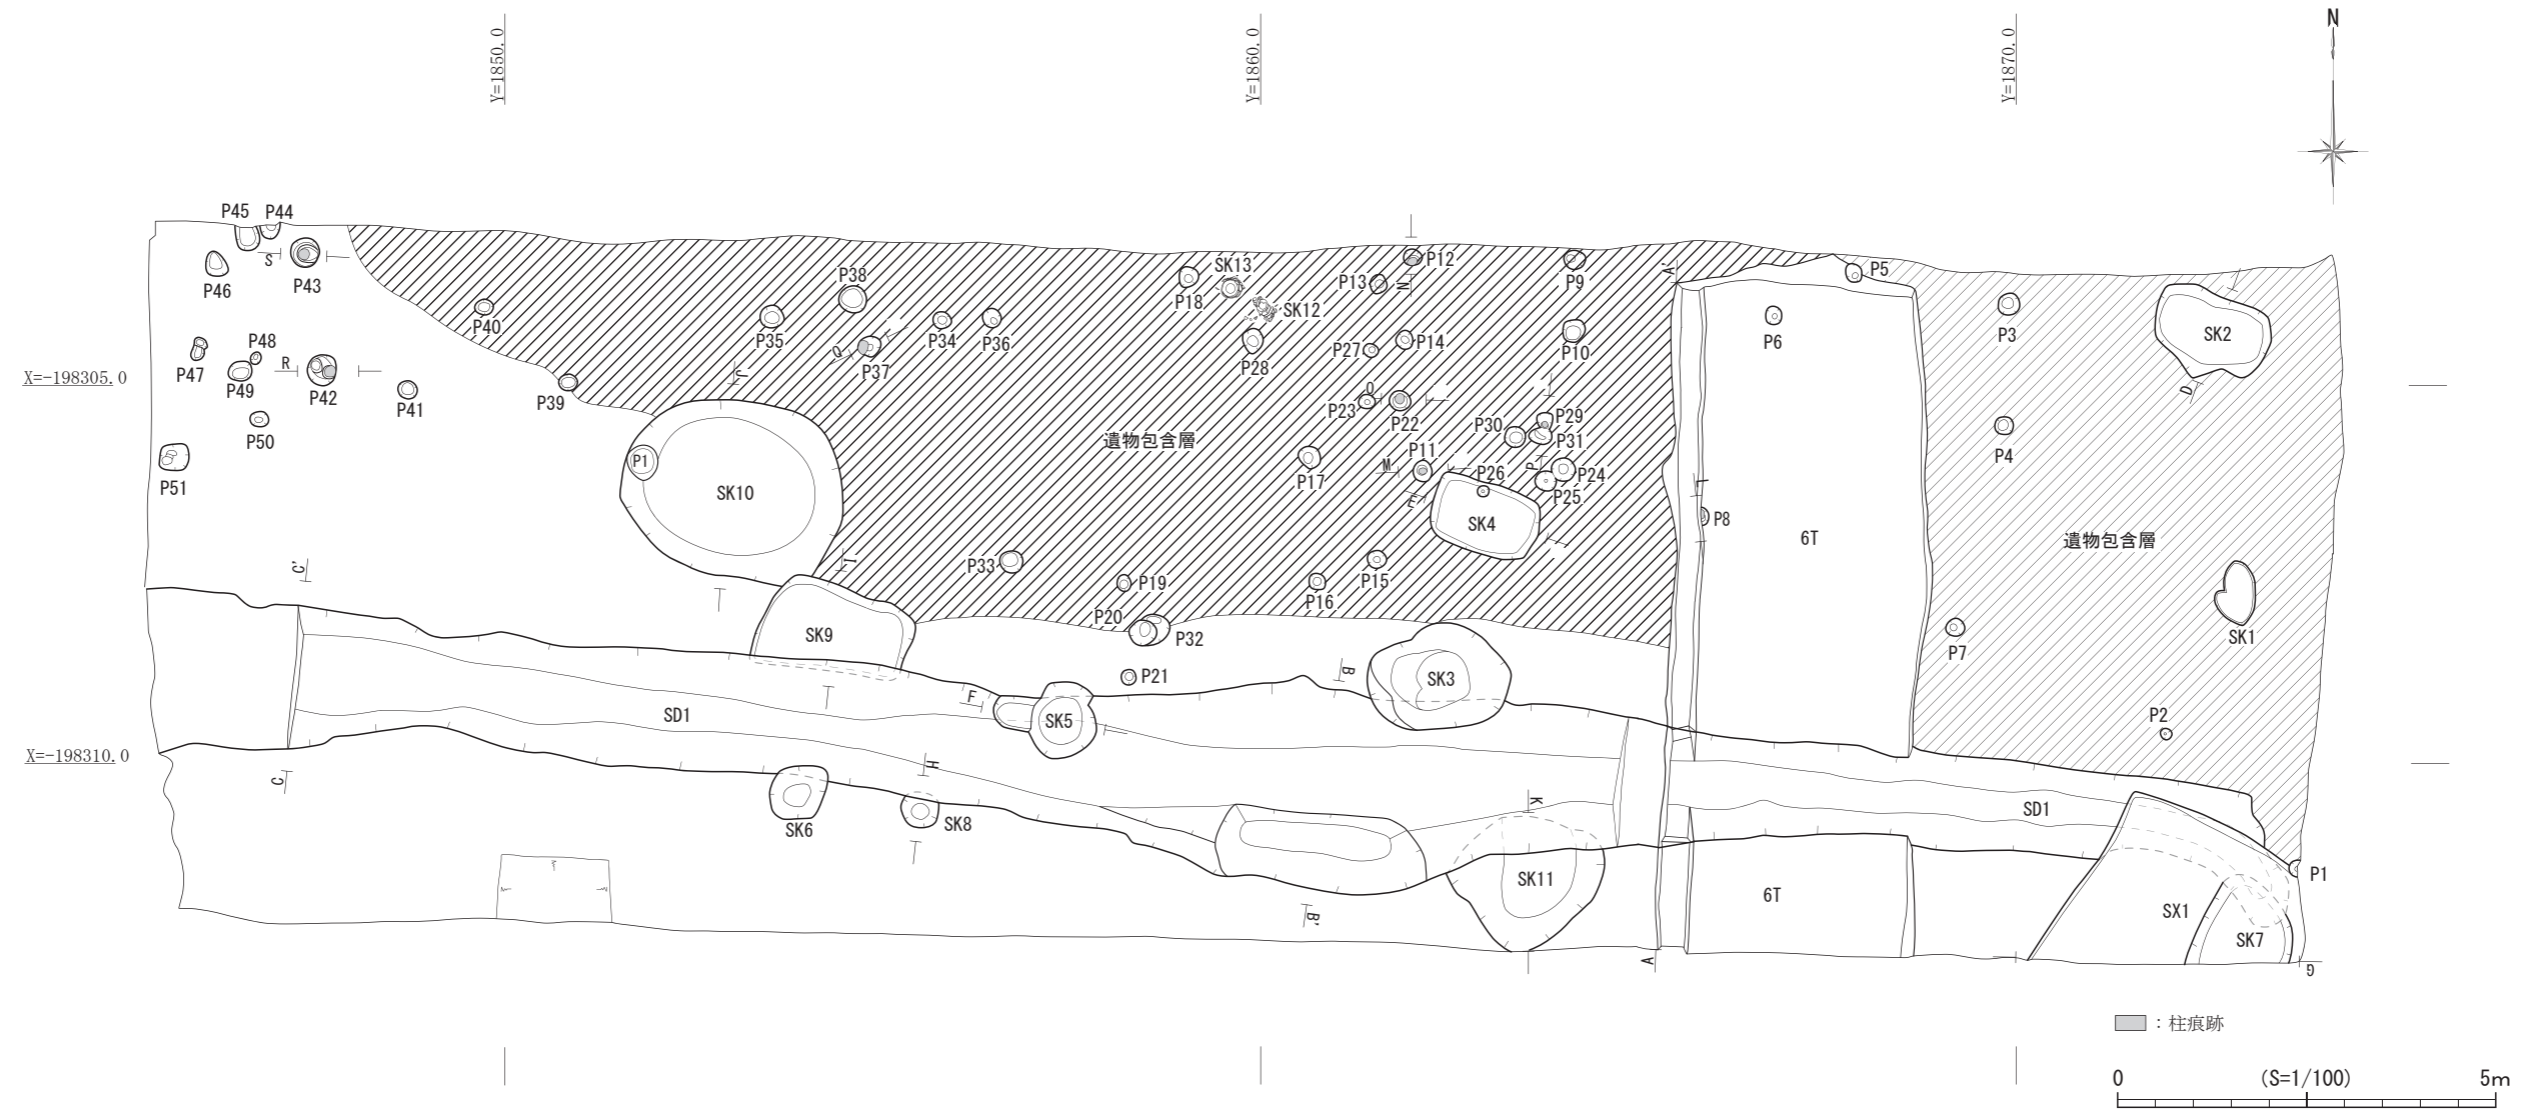 Y=1850.0
Y=1860.0
Y=1870.0
N
P45 P44
S
P46
P43
P47
P48
P49
R
P42
P41
P50
P51
P40
P39
P38
P35
Q
P37
P34
P36
J
P18
SK13
SK12
P28
P13
P12
N
P9
P27
P14
P10
P23
O
P22
P30
P29
P31
P11
M
P26
P
P24
P25
P17
E
SK4
A'
P5
P6
P3
SK2
D
P4
L
P8
6T
遺物包含層
遺物包含層
X=-198305.0
P1
SK10
I
P33
P19
P16
P15
P20
P32
P21
P7
SK1
P2
C'
SK9
SD1
F
SK5
B
SK3
X=-198310.0
C
H
SK6
SK8
K
SK11
B'
A
6T
SD1
SX1
SK7
P1
G
：柱痕跡
0 (S=1/100) 5m